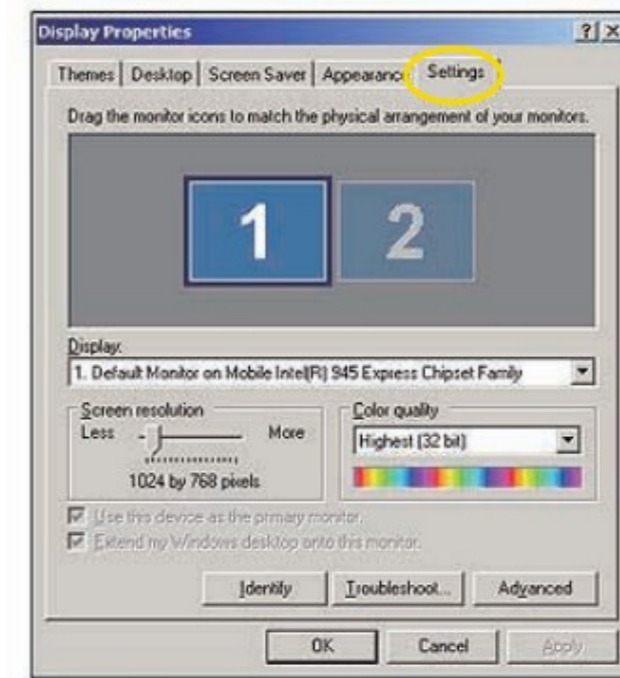 Display Properties
Themes Desktop Screen Saver Appearance Settings
Drag the monitor icons to match the physical arrangement of your monitors.
1 2
Display:
1. Default Monitor on Mobile Intel(R) 945 Express Chipset Family
Screen resolution
Less More
1024 by 768 pixels
Color quality
Highest (32 bit)
Use this device as the primary monitor.
Extend my Windows desktop onto this monitor.
Identify Troubleshoot... Advanced
OK Cancel Apply